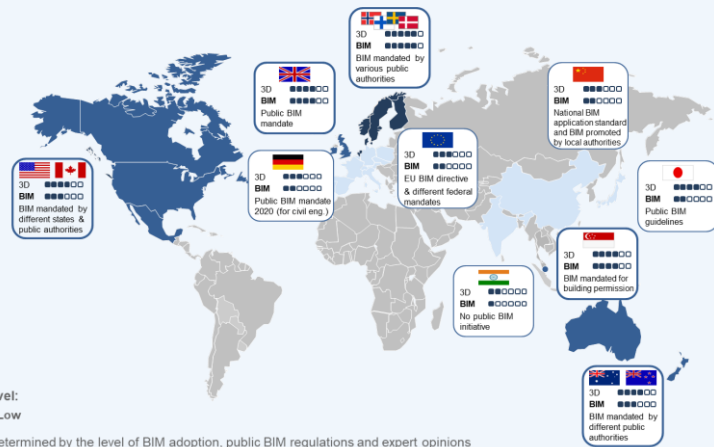 3D
BIM
BIM mandated by
various public
authorities
3D
BIM
Public BIM
mandate
3D
BIM
National BIM
application standard
and BIM promoted
by local authorities
3D
BIM
EU BIM directive
& different federal
mandates
3D
BIM
Public BIM mandate
2020 (for civil eng.)
3D
BIM
BIM mandated by
different states &
public authorities
3D
BIM
Public BIM
guidelines
3D
BIM
BIM mandated for
building permission
3D
BIM
No public BIM
initiative
3D
BIM
BIM mandated by
different public
authorities
vel:
Low
etermined by the level of BIM adoption, public BIM regulations and expert opinions